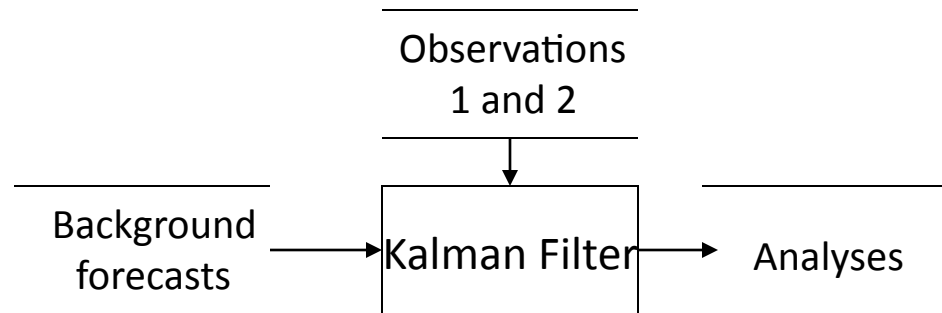 Observations
1 and 2
Background
forecasts
Kalman Filter
Analyses